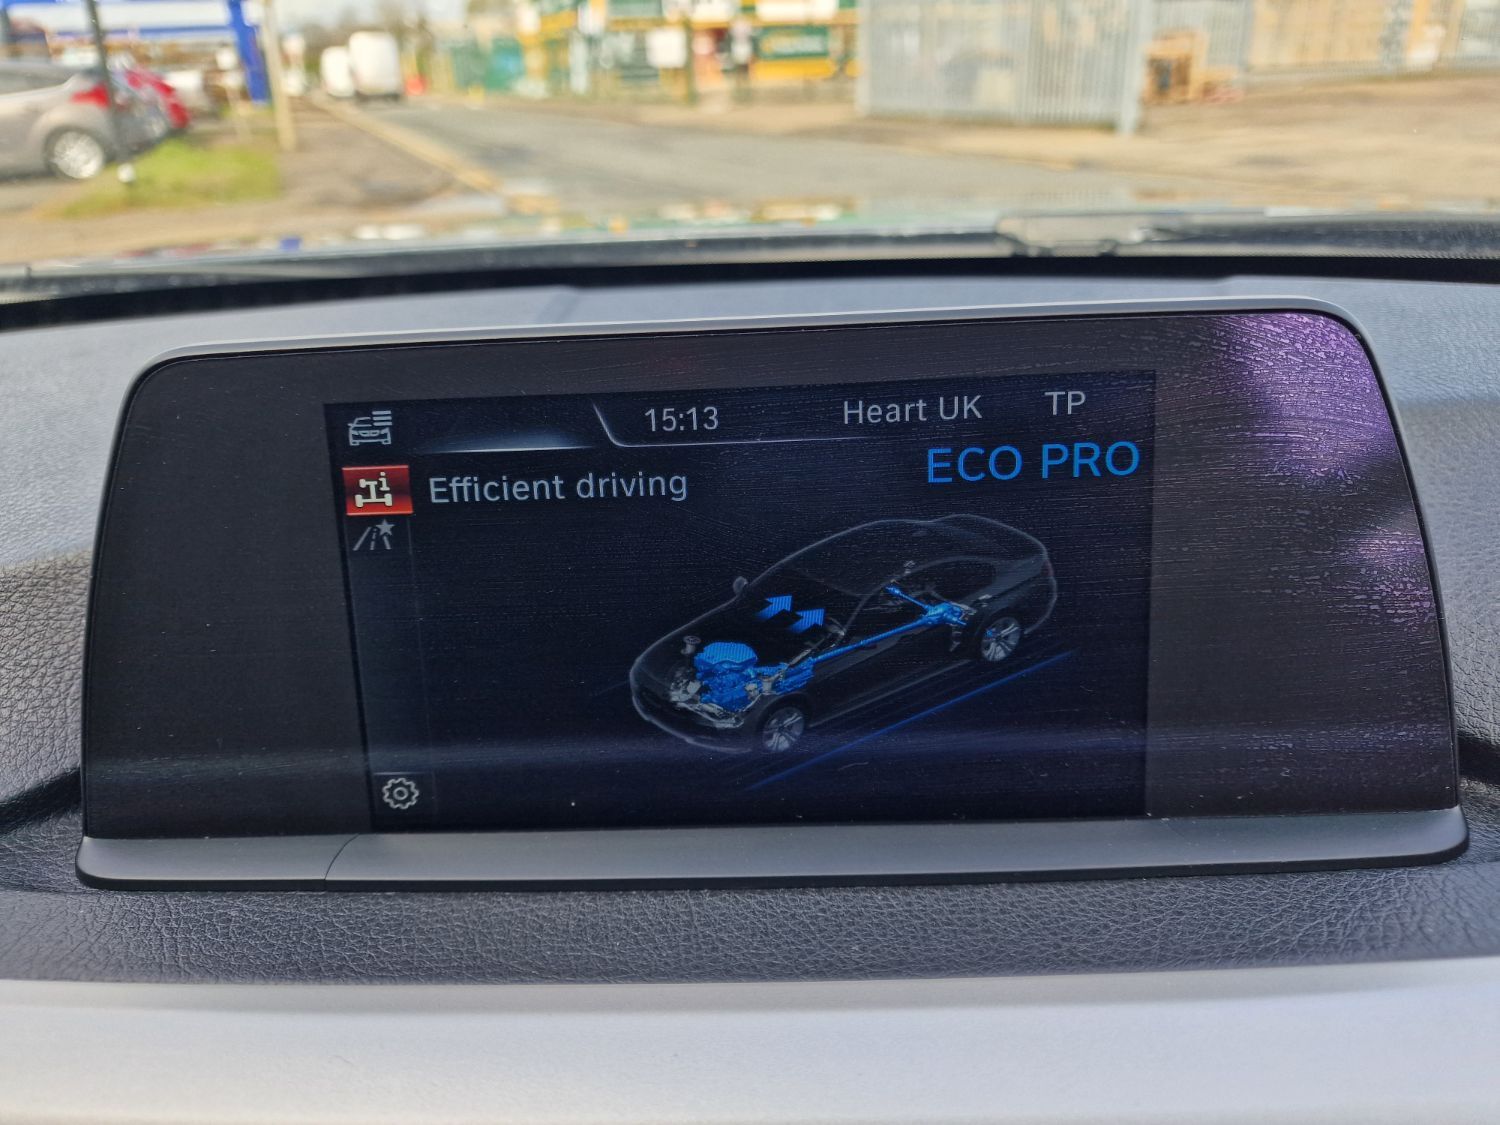 15:13 Heart UK TP
ECO PRO
Efficient driving